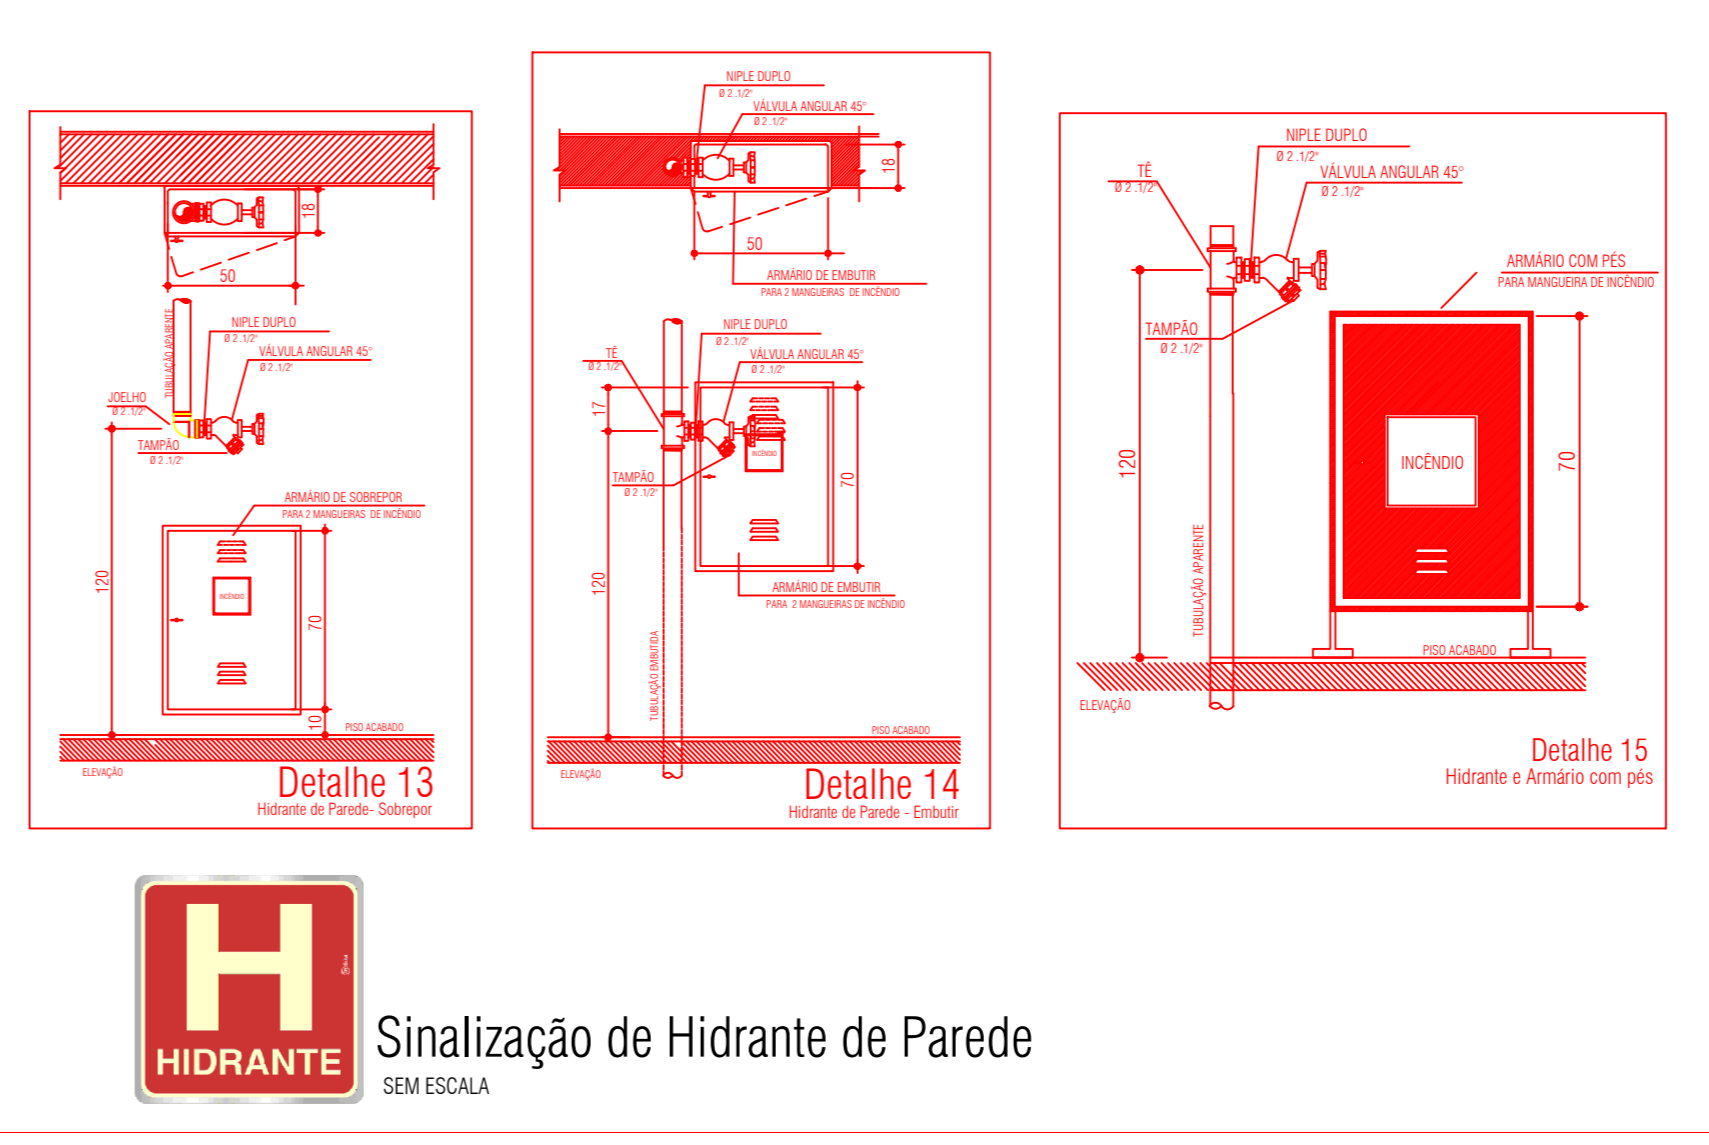 18
50
TUBULAÇÃO APARENTE
NIPLE DUPLO
Ø 2 .1/2"
VÁLVULA ANGULAR 45°
Ø 2 .1/2"
JOELHO
Ø 2 .1/2"
TAMPÃO
Ø 2 .1/2"
ARMÁRIO DE SOBREPOR
PARA 2 MANGUEIRAS DE INCÊNDIO
120
INCÊNDIO
70
10
PISO ACABADO
ELEVAÇÃO
Detalhe 13
Hidrante de Parede- Sobrepor
NIPLE DUPLO
Ø 2 .1/2"
VÁLVULA ANGULAR 45°
Ø 2 .1/2"
18
50
ARMÁRIO DE EMBUTIR
PARA 2 MANGUEIRAS DE INCÊNDIO
NIPLE DUPLO
Ø 2 .1/2"
TÊ
Ø 2 .1/2"
VÁLVULA ANGULAR 45°
Ø 2 .1/2"
17
INCÊNDIO
TAMPÃO
Ø 2 .1/2"
70
120
ARMÁRIO DE EMBUTIR
PARA 2 MANGUEIRAS DE INCÊNDIO
TUBULAÇÃO EMBUTIDA
PISO ACABADO
ELEVAÇÃO
Detalhe 14
Hidrante de Parede - Embutir
NIPLE DUPLO
Ø 2 .1/2"
TÊ
Ø 2 .1/2"
VÁLVULA ANGULAR 45°
Ø 2 .1/2"
ARMÁRIO COM PÉS
PARA MANGUEIRA DE INCÊNDIO
TAMPÃO
Ø 2 .1/2"
120
INCÊNDIO
70
TUBULAÇÃO APARENTE
PISO ACABADO
ELEVAÇÃO
Detalhe 15
Hidrante e Armário com pés
H
HIDRANTE
Sinalização de Hidrante de Parede
SEM ESCALA